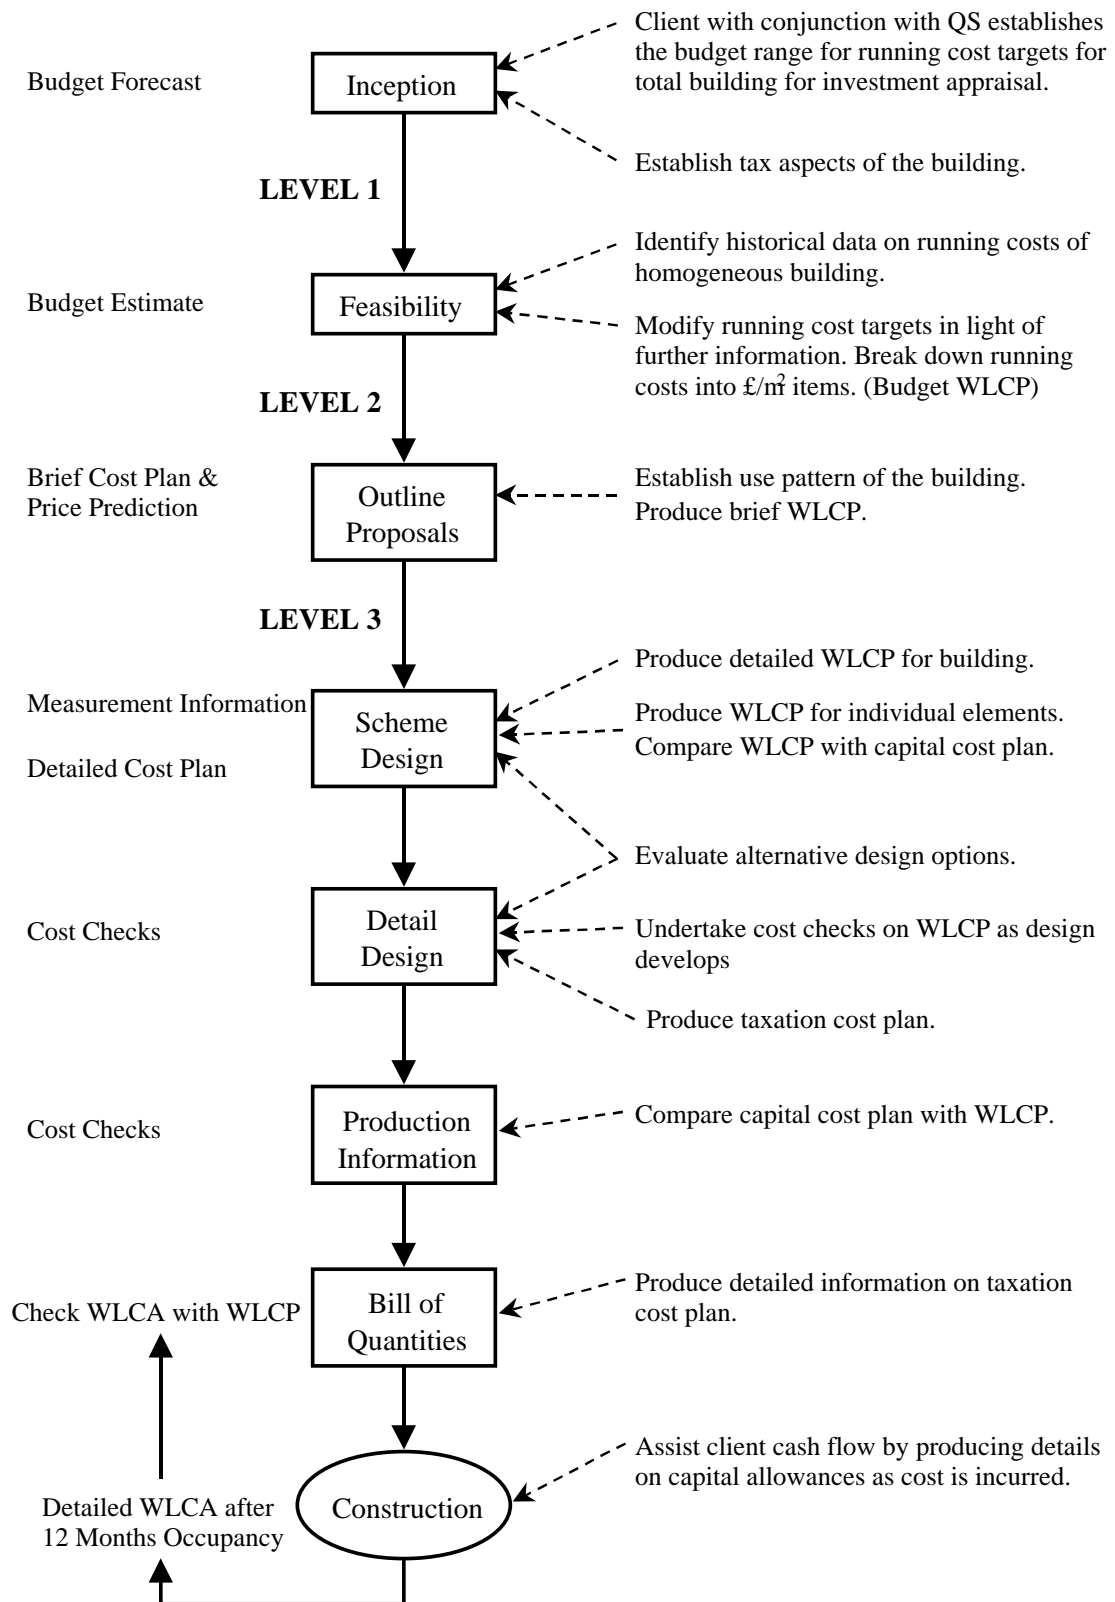 Client with conjunction with QS establishes
the budget range for running cost targets for
total building for investment appraisal.
Budget Forecast
Inception
Establish tax aspects of the building.
LEVEL 1
Identify historical data on running costs of
homogeneous building.
Budget Estimate
Feasibility
Modify running cost targets in light of
further information. Break down running
costs into £/m² items. (Budget WLCP)
LEVEL 2
Brief Cost Plan &
Price Prediction
Outline
Proposals
Establish use pattern of the building.
Produce brief WLCP.
LEVEL 3
Produce detailed WLCP for building.
Measurement Information
Scheme
Design
Produce WLCP for individual elements.
Compare WLCP with capital cost plan.
Detailed Cost Plan
Evaluate alternative design options.
Cost Checks
Detail
Design
Undertake cost checks on WLCP as design
develops
Produce taxation cost plan.
Cost Checks
Production
Information
Compare capital cost plan with WLCP.
Check WLCA with WLCP
Bill of
Quantities
Produce detailed information on taxation
cost plan.
Assist client cash flow by producing details
on capital allowances as cost is incurred.
Construction
Detailed WLCA after
12 Months Occupancy